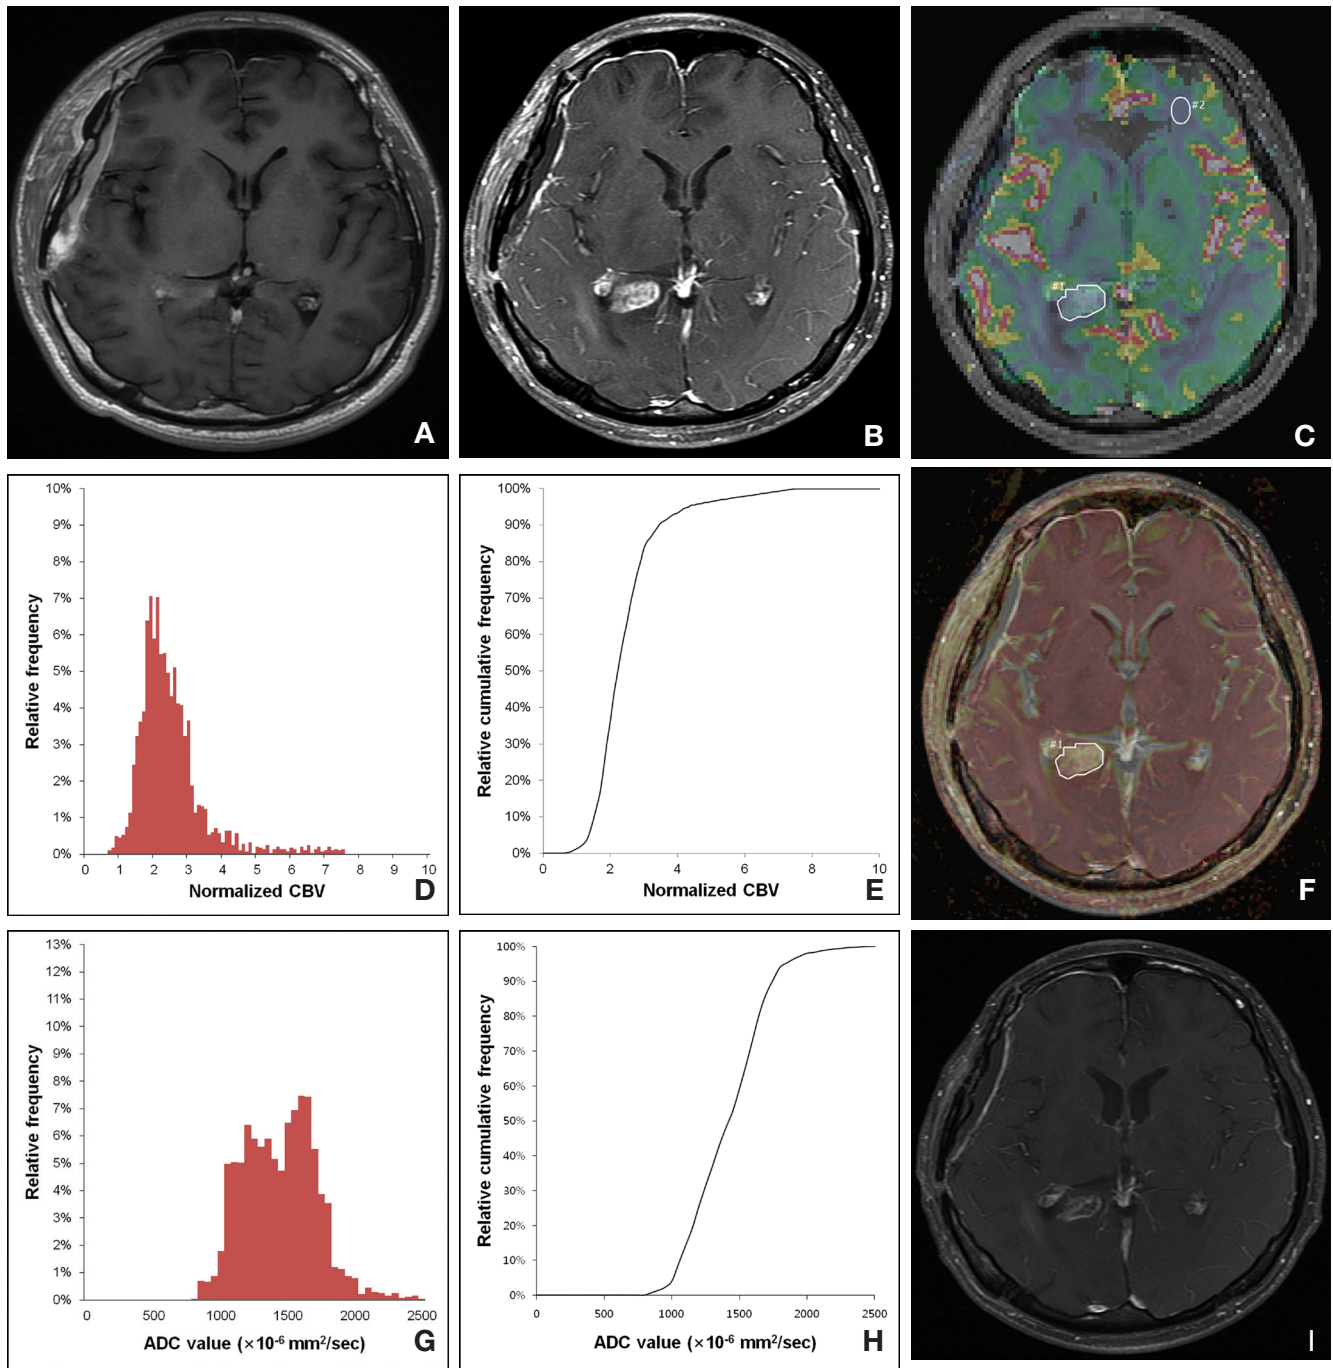 A
B
#2
#1
C
10%
9%
8%
7%
6%
5%
4%
3%
2%
1%
0%
0 1 2 3 4 5 6 7 8 9 10
Relative frequency
Normalized CBV
D
100%
90%
80%
70%
60%
50%
40%
30%
20%
10%
0%
0 2 4 6 8 10
Relative cumulative frequency
Normalized CBV
E
#1
F
13%
12%
11%
10%
9%
8%
7%
6%
5%
4%
3%
2%
1%
0%
0 500 1000 1500 2000 2500
Relative frequency
ADC value (×10⁻⁶ mm²/sec)
G
100%
90%
80%
70%
60%
50%
40%
30%
20%
10%
0%
0 500 1000 1500 2000 2500
Relative cumulative frequency
ADC value (×10⁻⁶ mm²/sec)
H
I